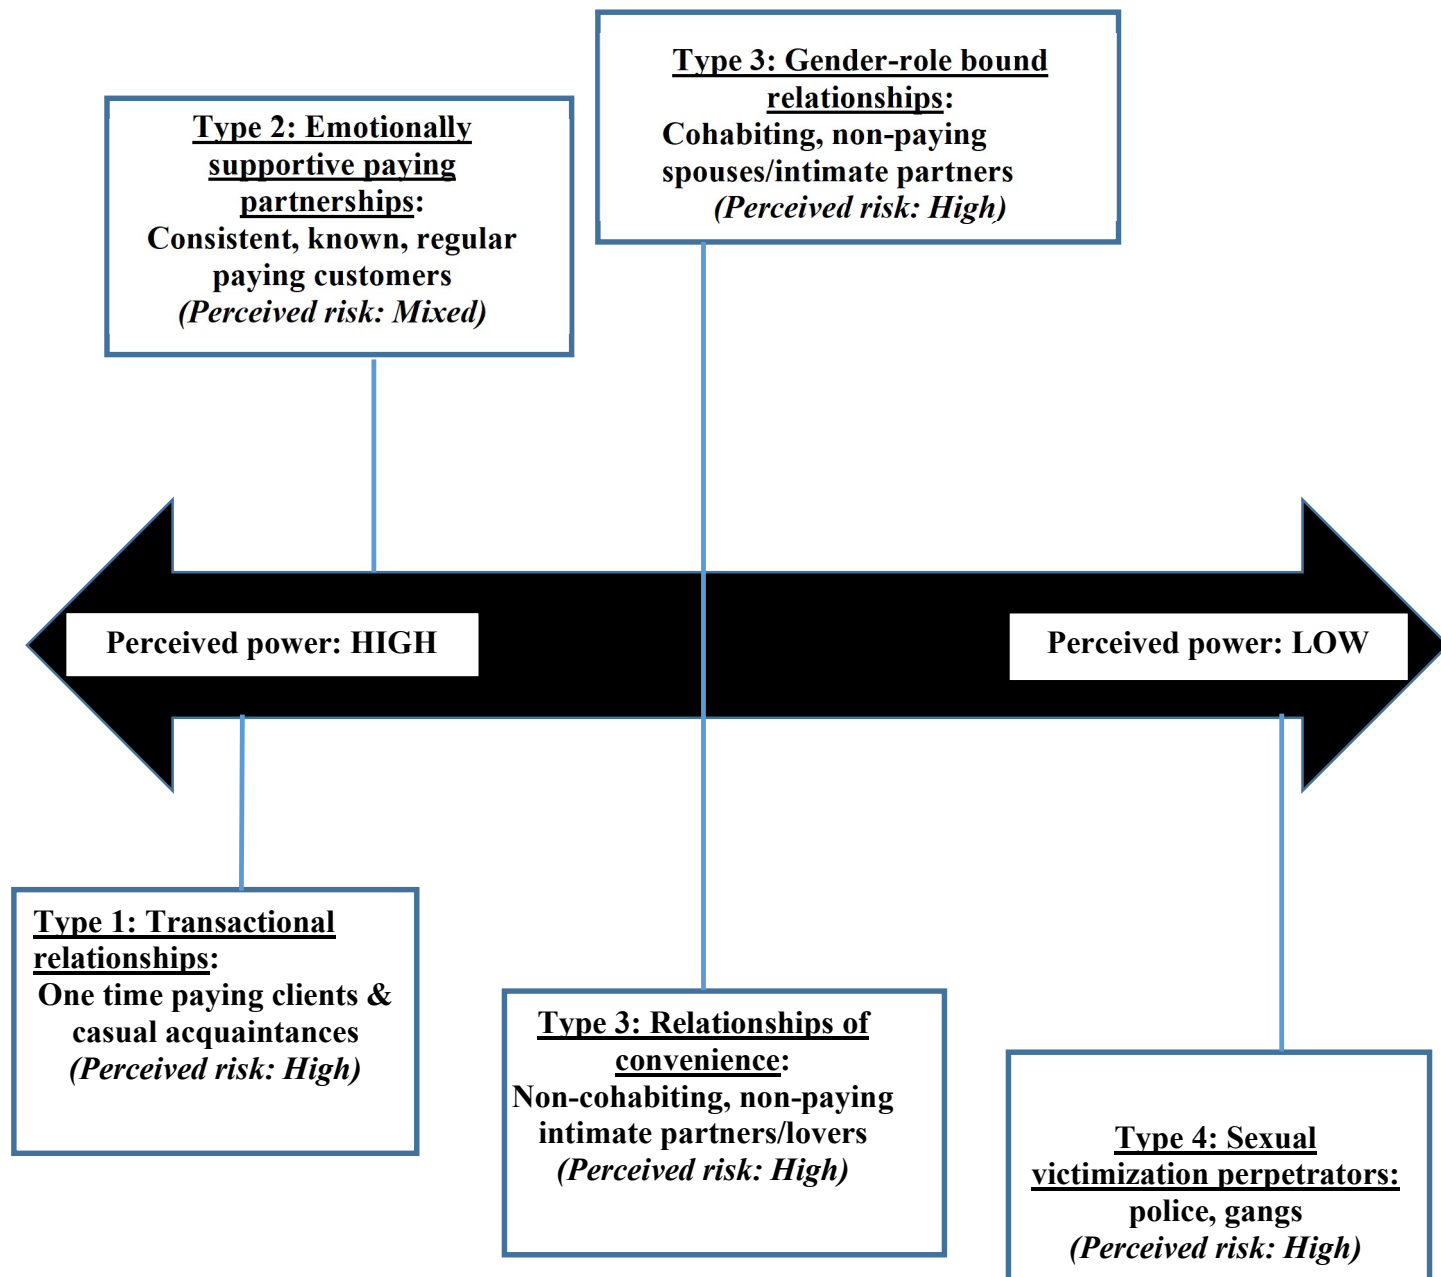 Type 3: Gender-role bound
relationships:
Cohabiting, non-paying
spouses/intimate partners
(Perceived risk: High)
Type 2: Emotionally
supportive paying
partnerships:
Consistent, known, regular
paying customers
(Perceived risk: Mixed)
Perceived power: HIGH
Perceived power: LOW
Type 1: Transactional
relationships:
One time paying clients &
casual acquaintances
(Perceived risk: High)
Type 3: Relationships of
convenience:
Non-cohabiting, non-paying
intimate partners/lovers
(Perceived risk: High)
Type 4: Sexual
victimization perpetrators:
police, gangs
(Perceived risk: High)